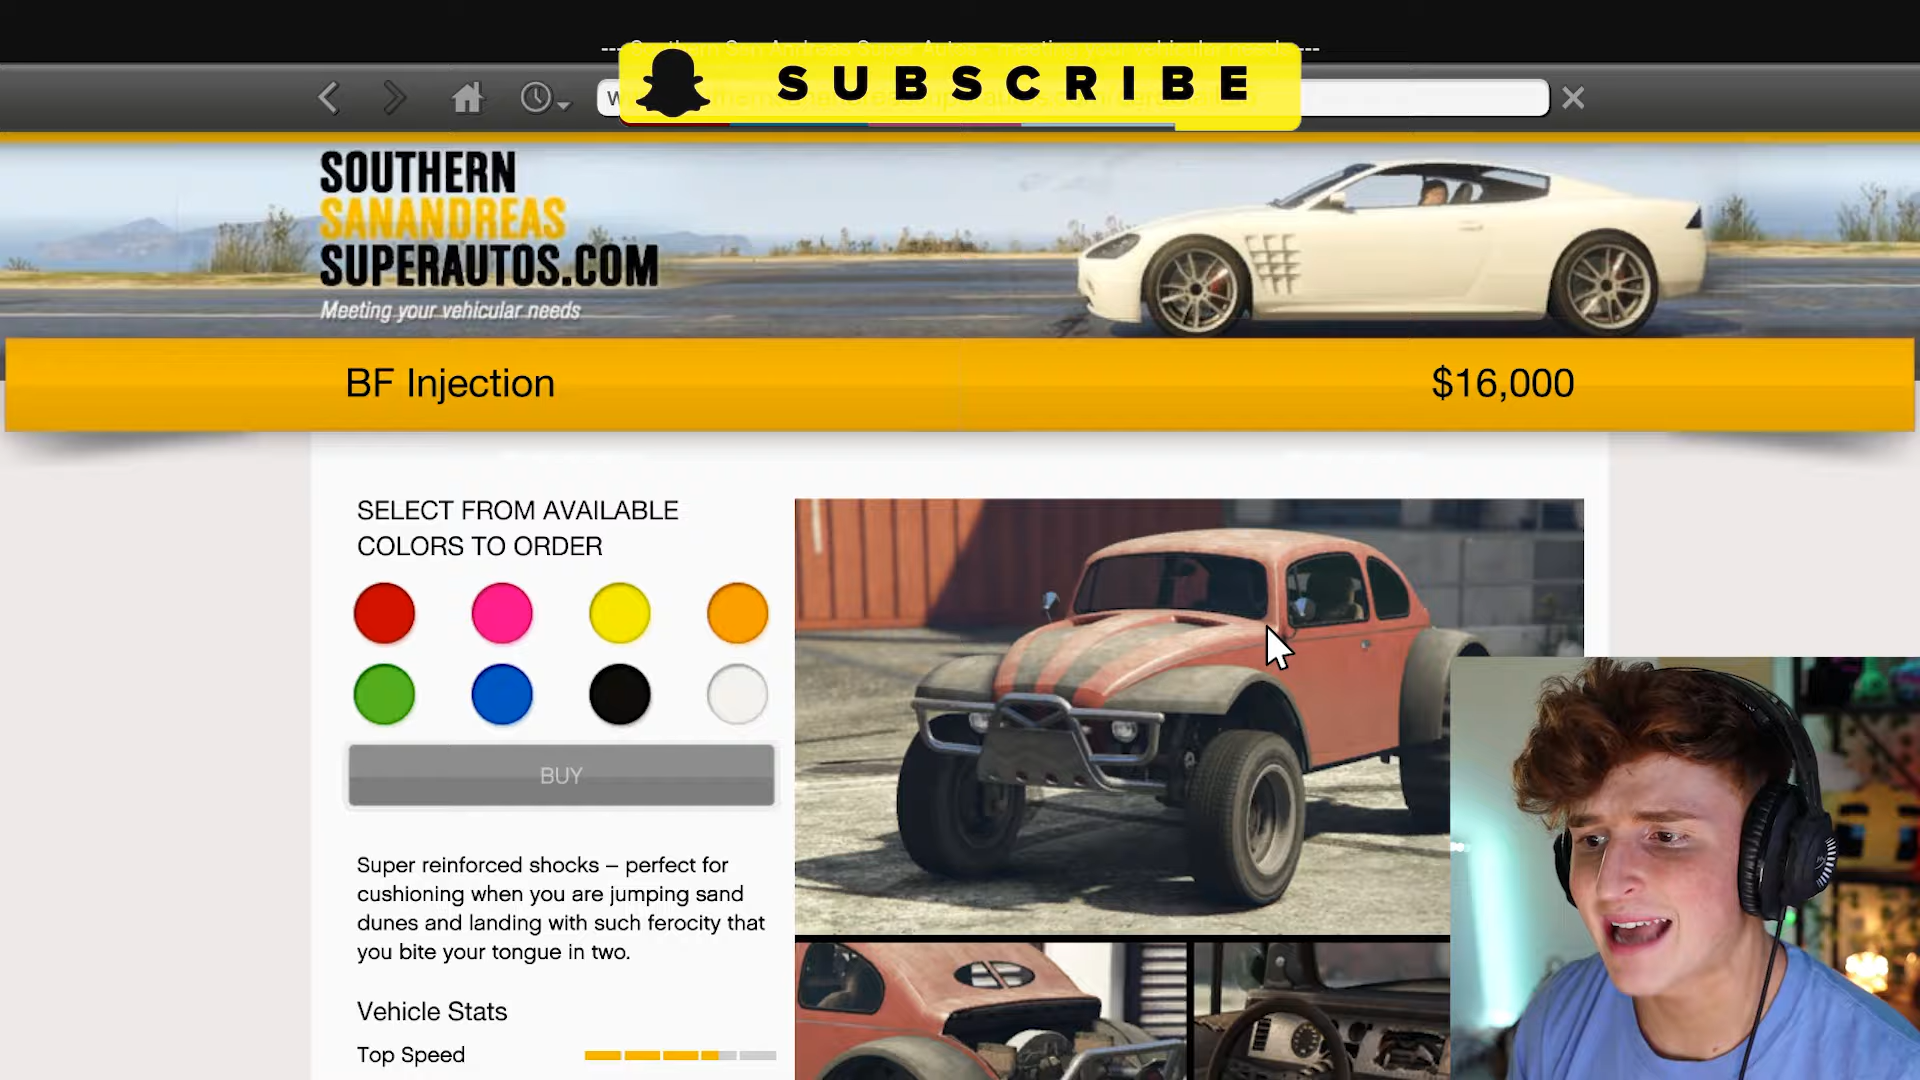 SUBSCRIBE
SOUTHERN
SANANDREAS
SUPERAUTOS.COM
Meeting your vehicular needs
BF Injection
$16,000
SELECT FROM AVAILABLE
COLORS TO ORDER
BUY
Super reinforced shocks – perfect for
cushioning when you are jumping sand
dunes and landing with such ferocity that
you bite your tongue in two.
Vehicle Stats
Top Speed